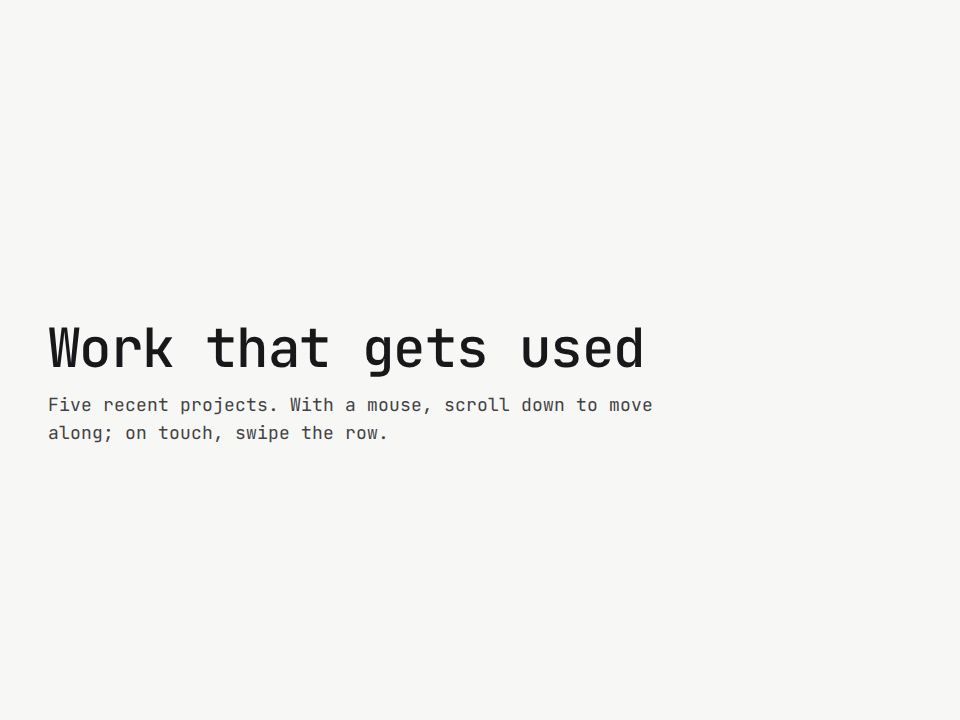 Work that gets used
Five recent projects. With a mouse, scroll down to move
along; on touch, swipe the row.